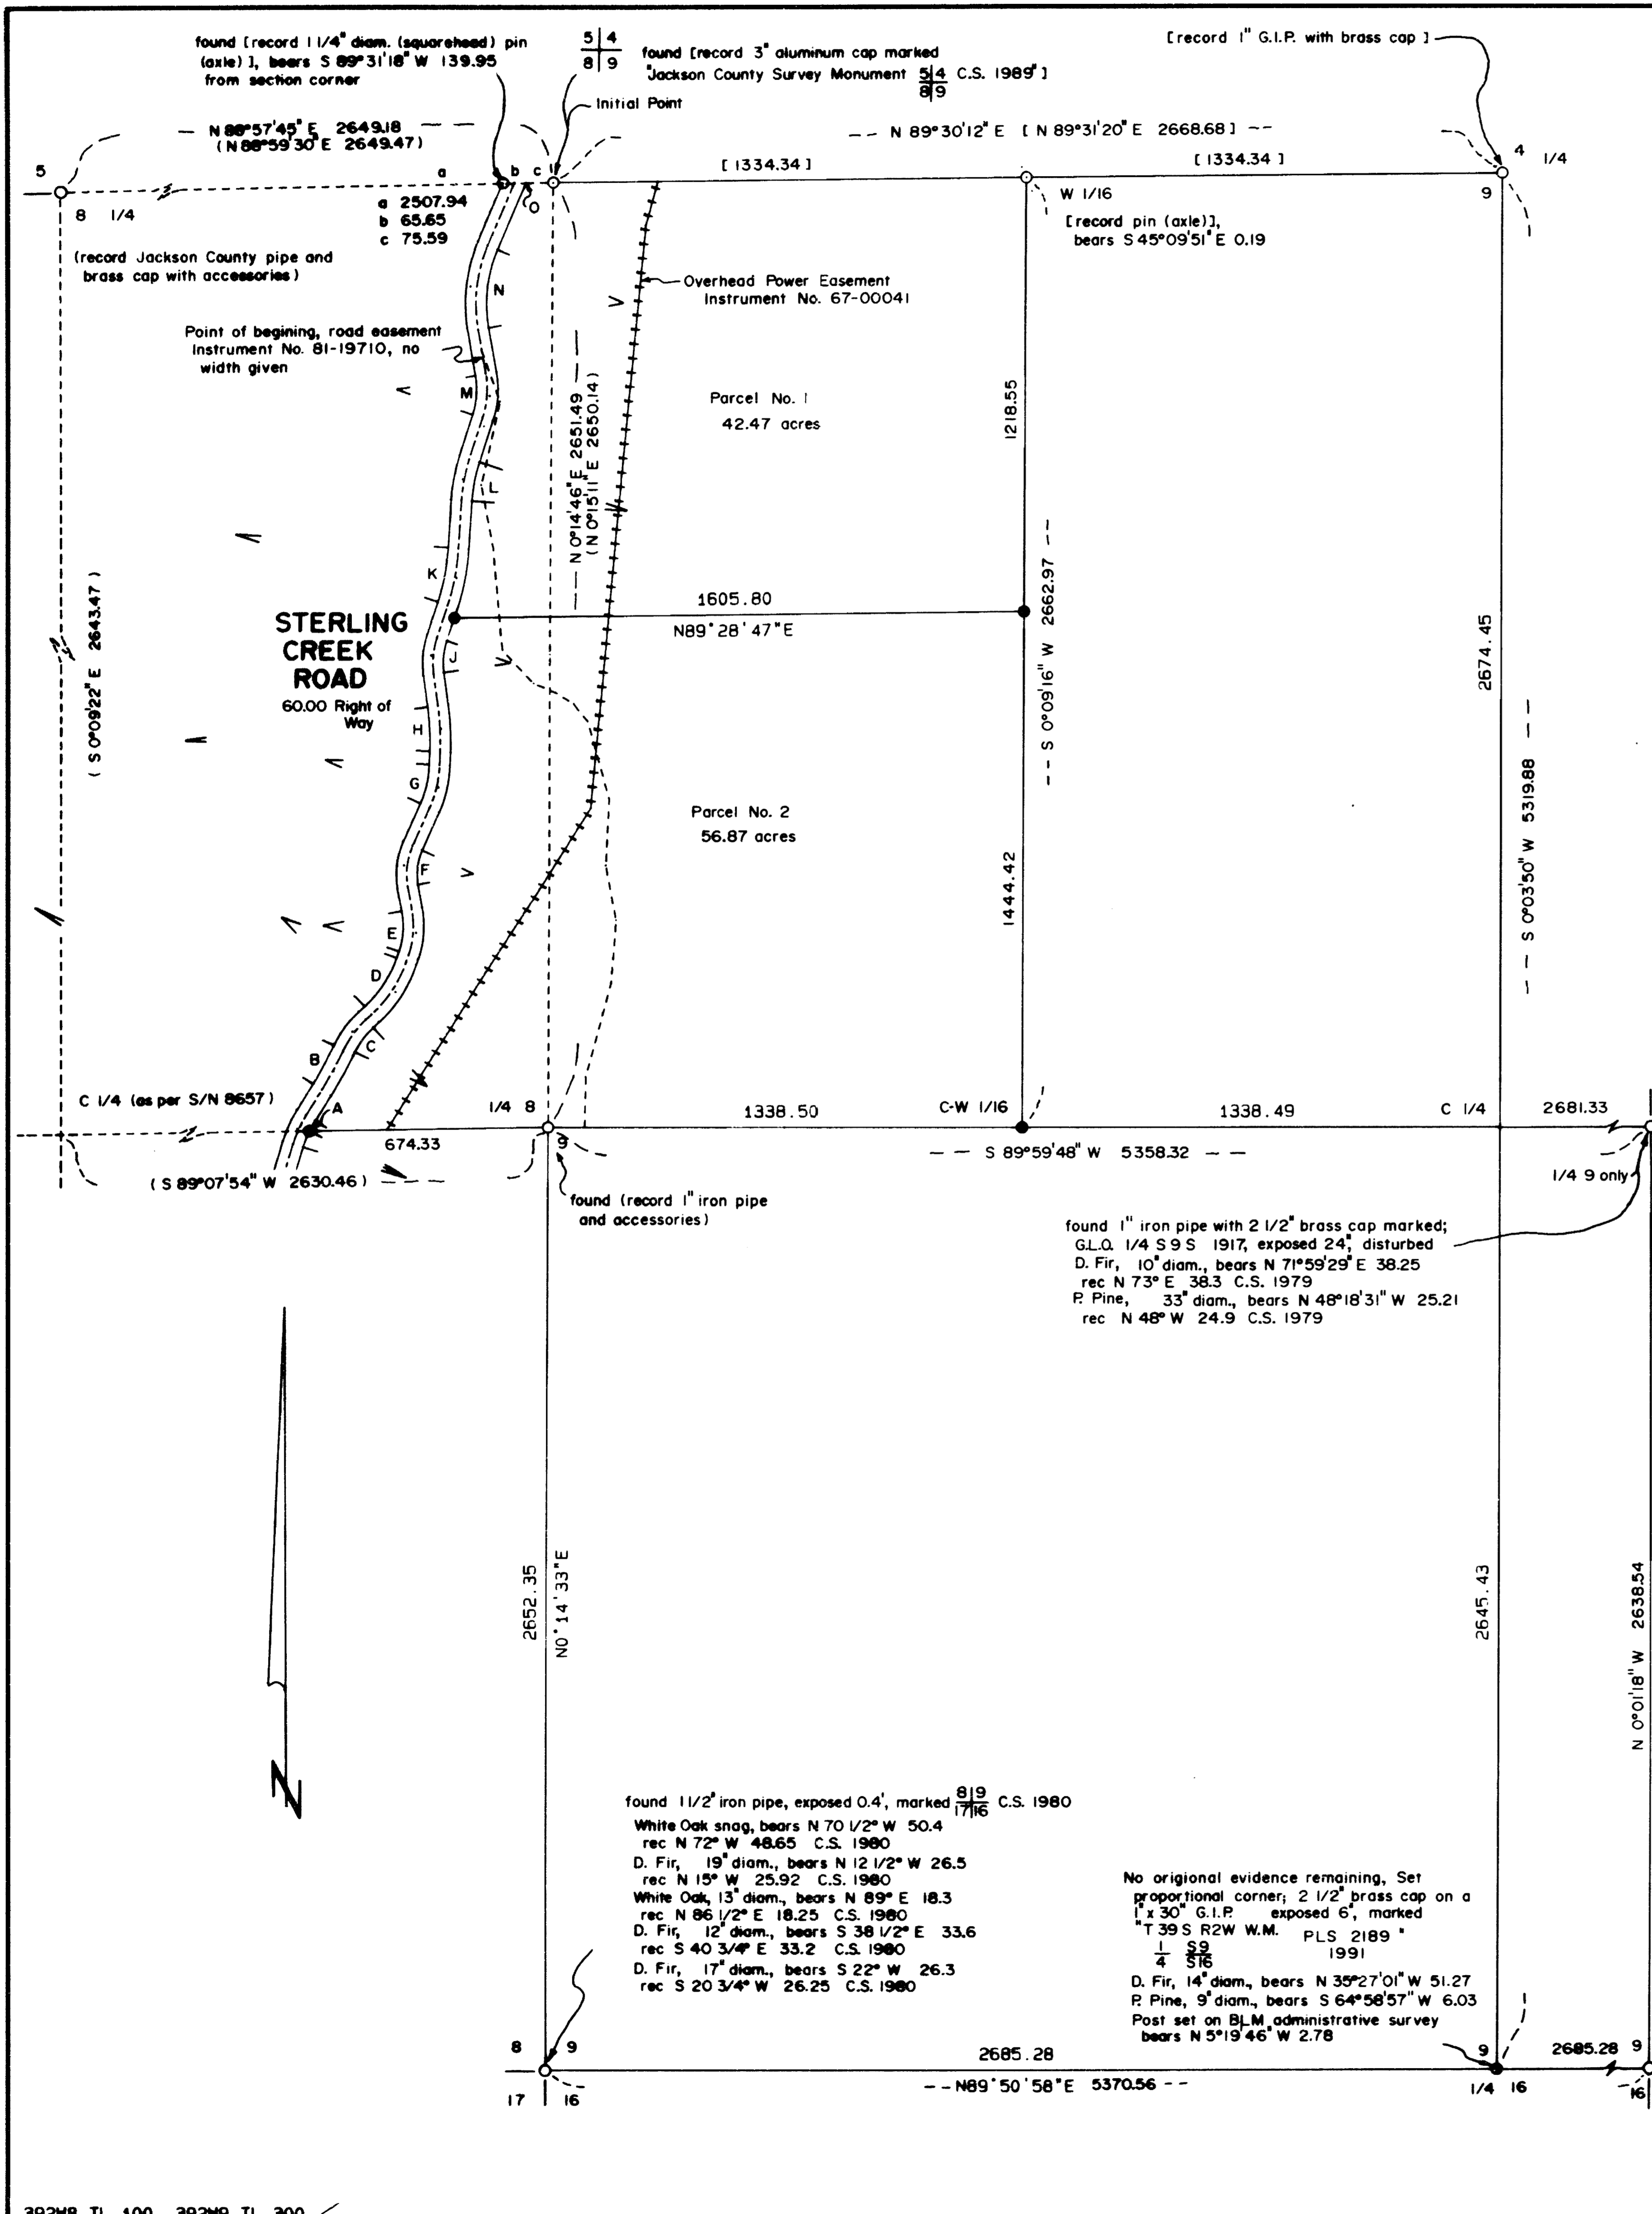 found [record 1 1/4" diam. (squarehead) pin
(axle) ], bears S 89°31'18" W 139.95
from section corner
5 4
8 9
found [record 3" aluminum cap marked
"Jackson County Survey Monument 5|4 C.S. 1989" ]
8|9
Initial Point
[record 1" G.I.P. with brass cap ]
N 88°57'45" E 2649.18
(N 88°59'30" E 2649.47)
-- N 89°30'12" E [ N 89°31'20" E 2668.68] --
5
8 1/4
a b c
O
[ 1334.34 ]
[ 1334.34 ]
4 1/4
9
a 2507.94
b 65.65
c 75.59
W 1/16
[record pin (axle)],
bears S 45°09'51" E 0.19
(record Jackson County pipe and
brass cap with accessories)
Overhead Power Easement
Instrument No. 67-00041
N
Point of begining, road easement
Instrument No. 81-19710, no
width given
M
L
K
J
H
G
F
E
D
C
B
A
N 0°14'46" E 2651.49
(N 0°15'11" E 2650.14)
Parcel No. 1
42.47 acres
1218.55
1605.80
N89°28'47"E
STERLING
CREEK
ROAD
60.00 Right of
Way
( S 0°09'22" E 2643.47 )
-- S 0°09'16" W 2662.97 --
2674.45
-- S 0°03'50" W 5319.88 --
Parcel No. 2
56.87 acres
1444.42
C 1/4 (as per S/N 8657)
674.33
1/4 8
9
1338.50
C-W 1/16
1338.49
C 1/4
2681.33
( S 89°07'54" W 2630.46 )
-- S 89°59'48" W 5358.32 --
1/4 9 only
found (record 1" iron pipe
and accessories)
found 1" iron pipe with 2 1/2" brass cap marked;
G.L.O. 1/4 S 9 S 1917, exposed 24", disturbed
D. Fir, 10" diam., bears N 71°59'29" E 38.25
rec N 73° E 38.3 C.S. 1979
P. Pine, 33" diam., bears N 48°18'31" W 25.21
rec N 48° W 24.9 C.S. 1979
2652.35
N0°14'33"E
2645.43
N 0°01'18" W 2638.54
N
found 1 1/2" iron pipe, exposed 0.4', marked 8|9 C.S. 1980
17|16
White Oak snag, bears N 70 1/2° W 50.4
rec N 72° W 48.65 C.S. 1980
D. Fir, 19" diam., bears N 12 1/2° W 26.5
rec N 15° W 25.92 C.S. 1980
White Oak, 13" diam., bears N 89° E 18.3
rec N 86 1/2° E 18.25 C.S. 1980
D. Fir, 12" diam., bears S 38 1/2° E 33.6
rec S 40 3/4° E 33.2 C.S. 1980
D. Fir, 17" diam., bears S 22° W 26.3
rec S 20 3/4° W 26.25 C.S. 1980
No origional evidence remaining, Set
proportional corner; 2 1/2" brass cap on a
1" x 30" G.I.P. exposed 6", marked
"T 39 S R2W W.M. PLS 2189 "
1/4 S9/S16 1991
D. Fir, 14" diam., bears N 35°27'01" W 51.27
P. Pine, 9" diam., bears S 64°58'57" W 6.03
Post set on BLM administrative survey
bears N 5°19'46" W 2.78
8 9
17 16
2685.28
--N89°50'58"E 5370.56--
9
1/4 16
2685.28
9
16
392W8 TL 100, 392W9 TL 300